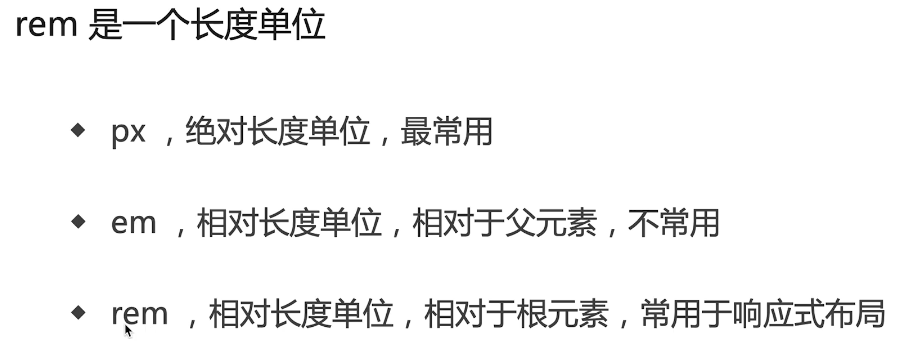 rem 是一个长度单位
◆ px ，绝对长度单位，最常用
◆ em ，相对长度单位，相对于父元素，不常用
◆ rem ，相对长度单位，相对于根元素，常用于响应式布局